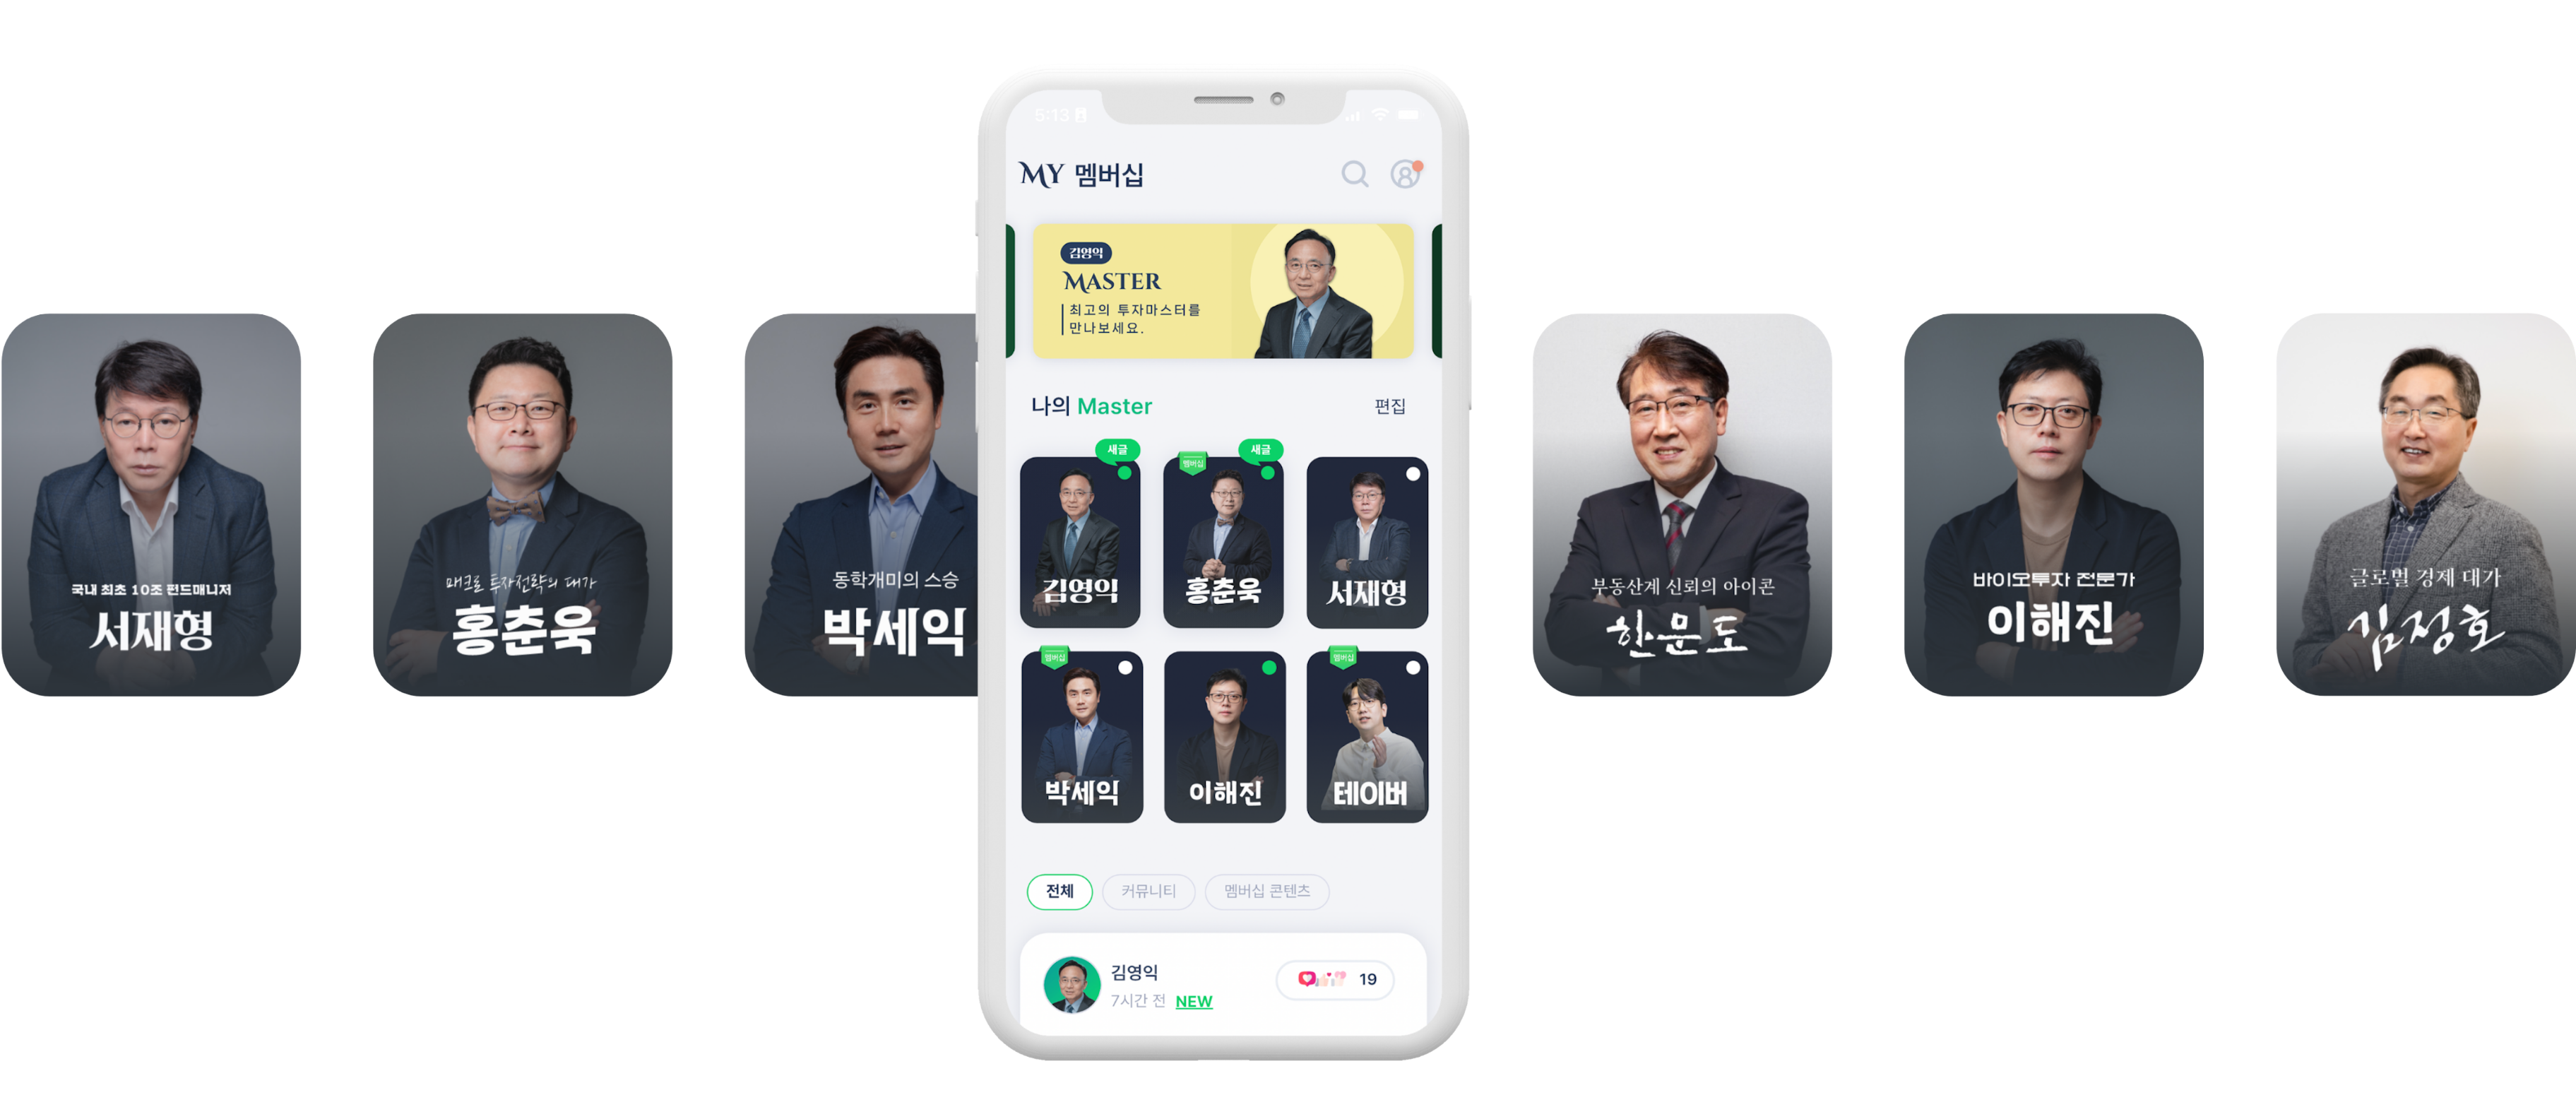 국내 최초 10조 펀드매니저
서재형
매크로 투자전략의 대가
홍춘욱
동학개미의 스승
박세익
5:13
MY 멤버십
김영익
MASTER
최고의 투자마스터를
만나보세요.
나의 Master
편집
새글
새글
멤버십
김영익
홍춘욱
서재형
멤버십
멤버십
박세익
이해진
테이버
전체
커뮤니티
멤버십 콘텐츠
김영익
7시간 전 NEW
19
부동산계 신뢰의 아이콘
한문도
바이오투자 전문가
이해진
글로벌 경제 대가
김정호